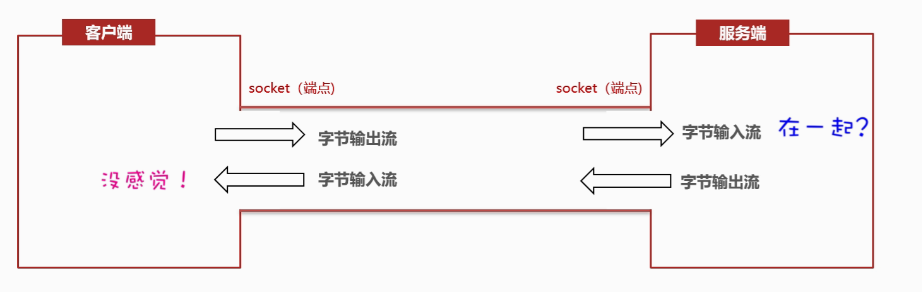 客户端
服务端
socket（端点)
socket（端点)
字节输出流
字节输入流
在一起?
没感觉！
字节输入流
字节输出流